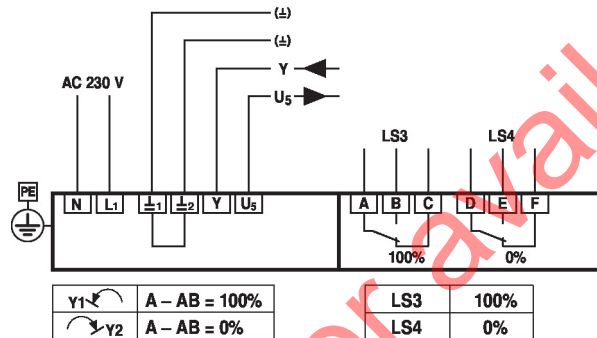 (⊥)
(⊥)
Y
U5
AC 230 V
LS3 LS4
PE
N L1 ⊥1 ⊥2 Y U5 A B C D E F
100% 0%
Y1 A – AB = 100%
Y2 A – AB = 0%
LS3 100%
LS4 0%
r avail